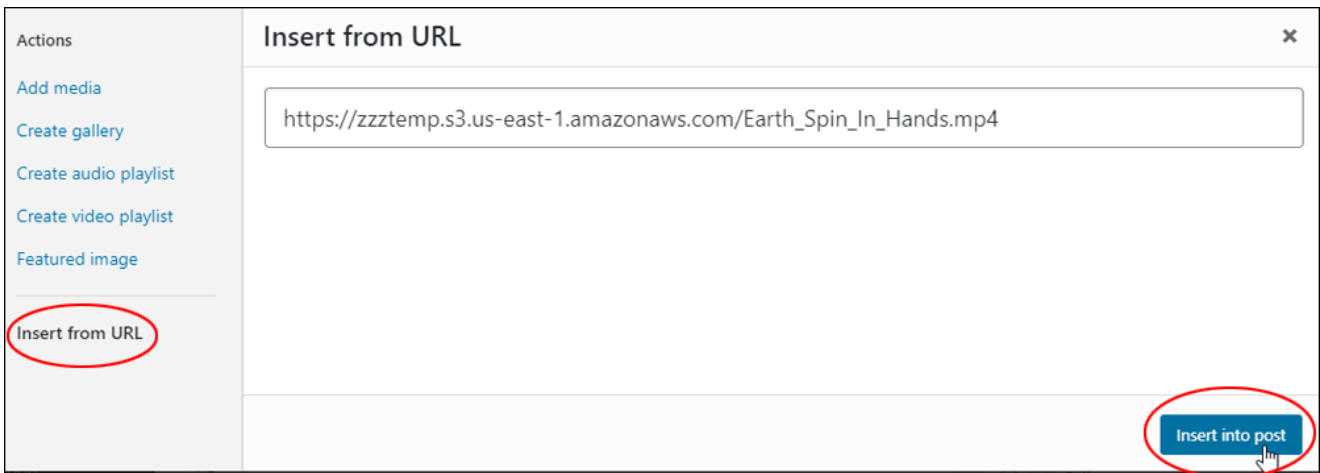 Actions
Add media
Create gallery
Create audio playlist
Create video playlist
Featured image
Insert from URL
Insert from URL
×
https://zzztemp.s3.us-east-1.amazonaws.com/Earth_Spin_In_Hands.mp4
Insert into post